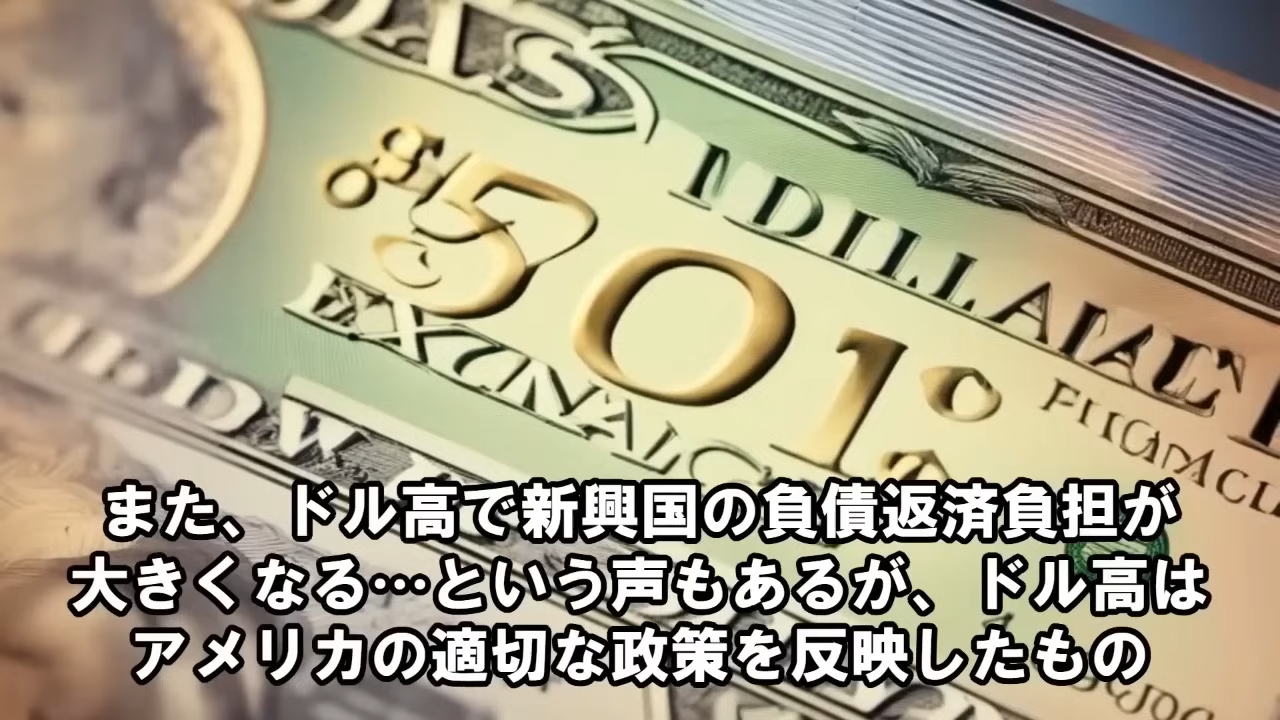 501
また、ドル高で新興国の負債返済負担が
大きくなる…という声もあるが、ドル高は
アメリカの適切な政策を反映したもの